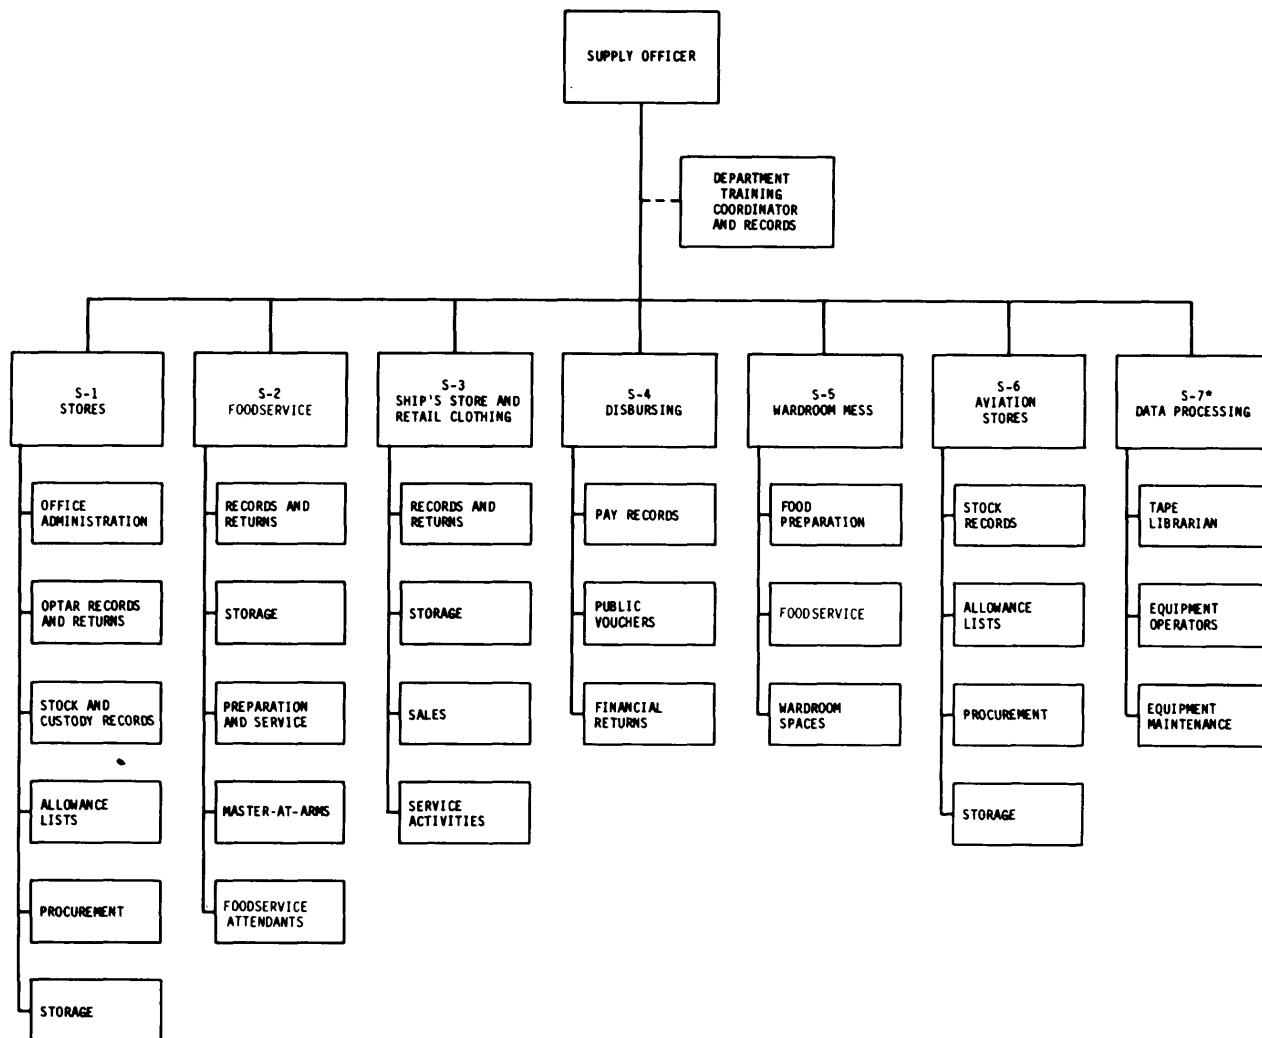 SUPPLY OFFICER
DEPARTMENT
TRAINING
COORDINATOR
AND RECORDS
S-1
STORES
S-2
FOODSERVICE
S-3
SHIP'S STORE AND
RETAIL CLOTHING
S-4
DISBURSING
S-5
WARDROOM MESS
S-6
AVIATION
STORES
S-7*
DATA PROCESSING
OFFICE
ADMINISTRATION
OPTAR RECORDS
AND RETURNS
STOCK AND
CUSTODY RECORDS
ALLOWANCE
LISTS
PROCUREMENT
STORAGE
RECORDS AND
RETURNS
STORAGE
PREPARATION
AND SERVICE
MASTER-AT-ARMS
FOODSERVICE
ATTENDANTS
RECORDS AND
RETURNS
STORAGE
SALES
SERVICE
ACTIVITIES
PAY RECORDS
PUBLIC
VOUCHERS
FINANCIAL
RETURNS
FOOD
PREPARATION
FOODSERVICE
WARDROOM
SPACES
STOCK
RECORDS
ALLOWANCE
LISTS
PROCUREMENT
STORAGE
TAPE
LIBRARIAN
EQUIPMENT
OPERATORS
EQUIPMENT
MAINTENANCE